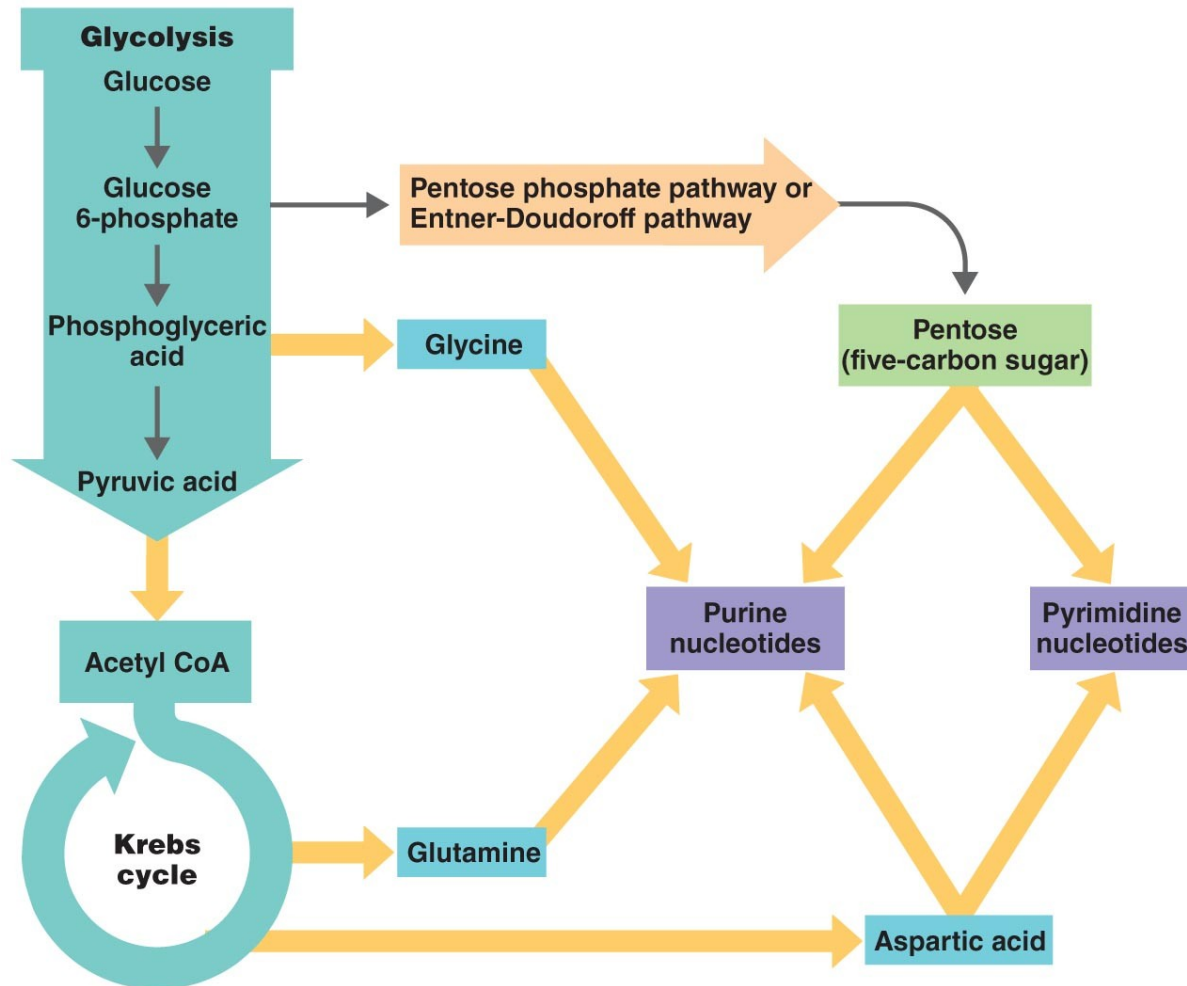 Glycolysis
Glucose
Glucose
6-phosphate
Phosphoglyceric
acid
Pyruvic acid
Pentose phosphate pathway or
Entner-Doudoroff pathway
Pentose
(five-carbon sugar)
Glycine
Purine
nucleotides
Pyrimidine
nucleotides
Acetyl CoA
Krebs
cycle
Glutamine
Aspartic acid